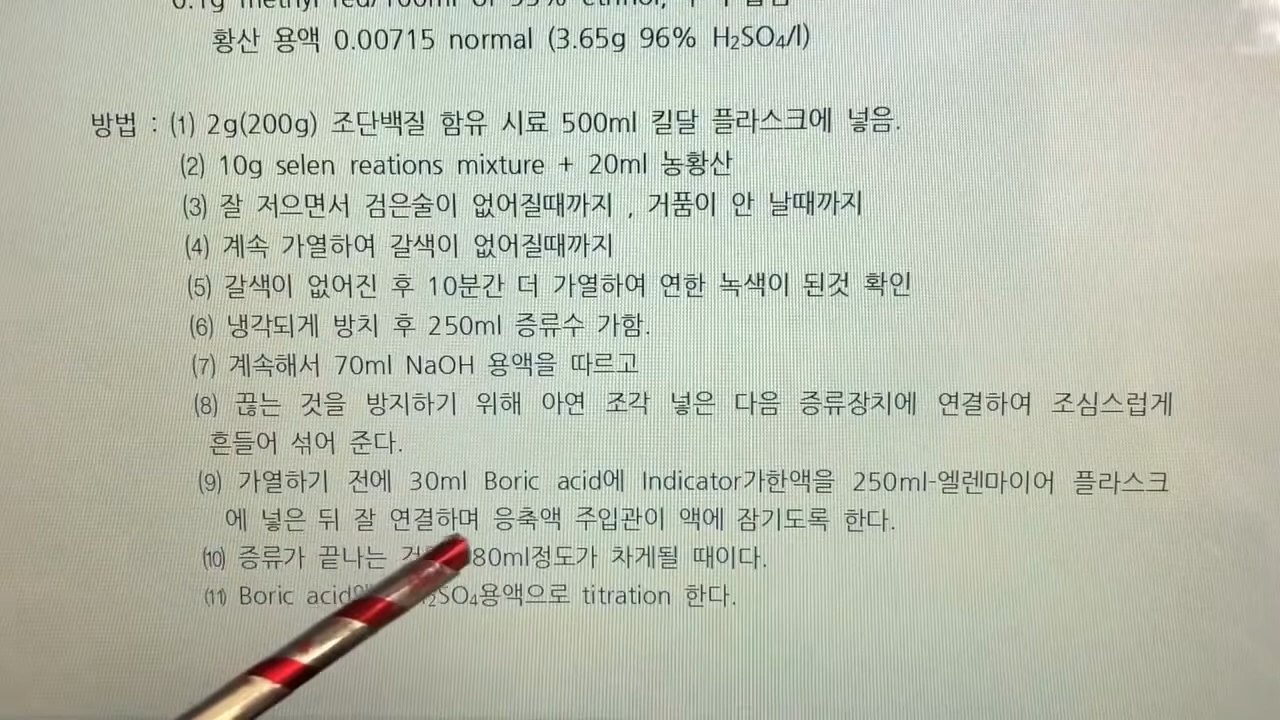 0.1g methyl red/100ml of 95%
황산 용액 0.00715 normal (3.65g 96% H₂SO₄/l)
방법 : (1) 2g(200g) 조단백질 함유 시료 500ml 킬달 플라스크에 넣음.
(2) 10g selen reations mixture + 20ml 농황산
(3) 잘 저으면서 검은술이 없어질때까지 , 거품이 안 날때까지
(4) 계속 가열하여 갈색이 없어질때까지
(5) 갈색이 없어진 후 10분간 더 가열하여 연한 녹색이 된것 확인
(6) 냉각되게 방치 후 250ml 증류수 가함.
(7) 계속해서 70ml NaOH 용액을 따르고
(8) 끊는 것을 방지하기 위해 아연 조각 넣은 다음 증류장치에 연결하여 조심스럽게
흔들어 섞어 준다.
(9) 가열하기 전에 30ml Boric acid에 Indicator가한액을 250ml-엘렌마이어 플라스크
에 넣은 뒤 잘 연결하며 응축액 주입관이 액에 잠기도록 한다.
(10) 증류가 끝나는 80ml정도가 차게될 때이다.
(11) Boric acid SO₄용액으로 titration 한다.